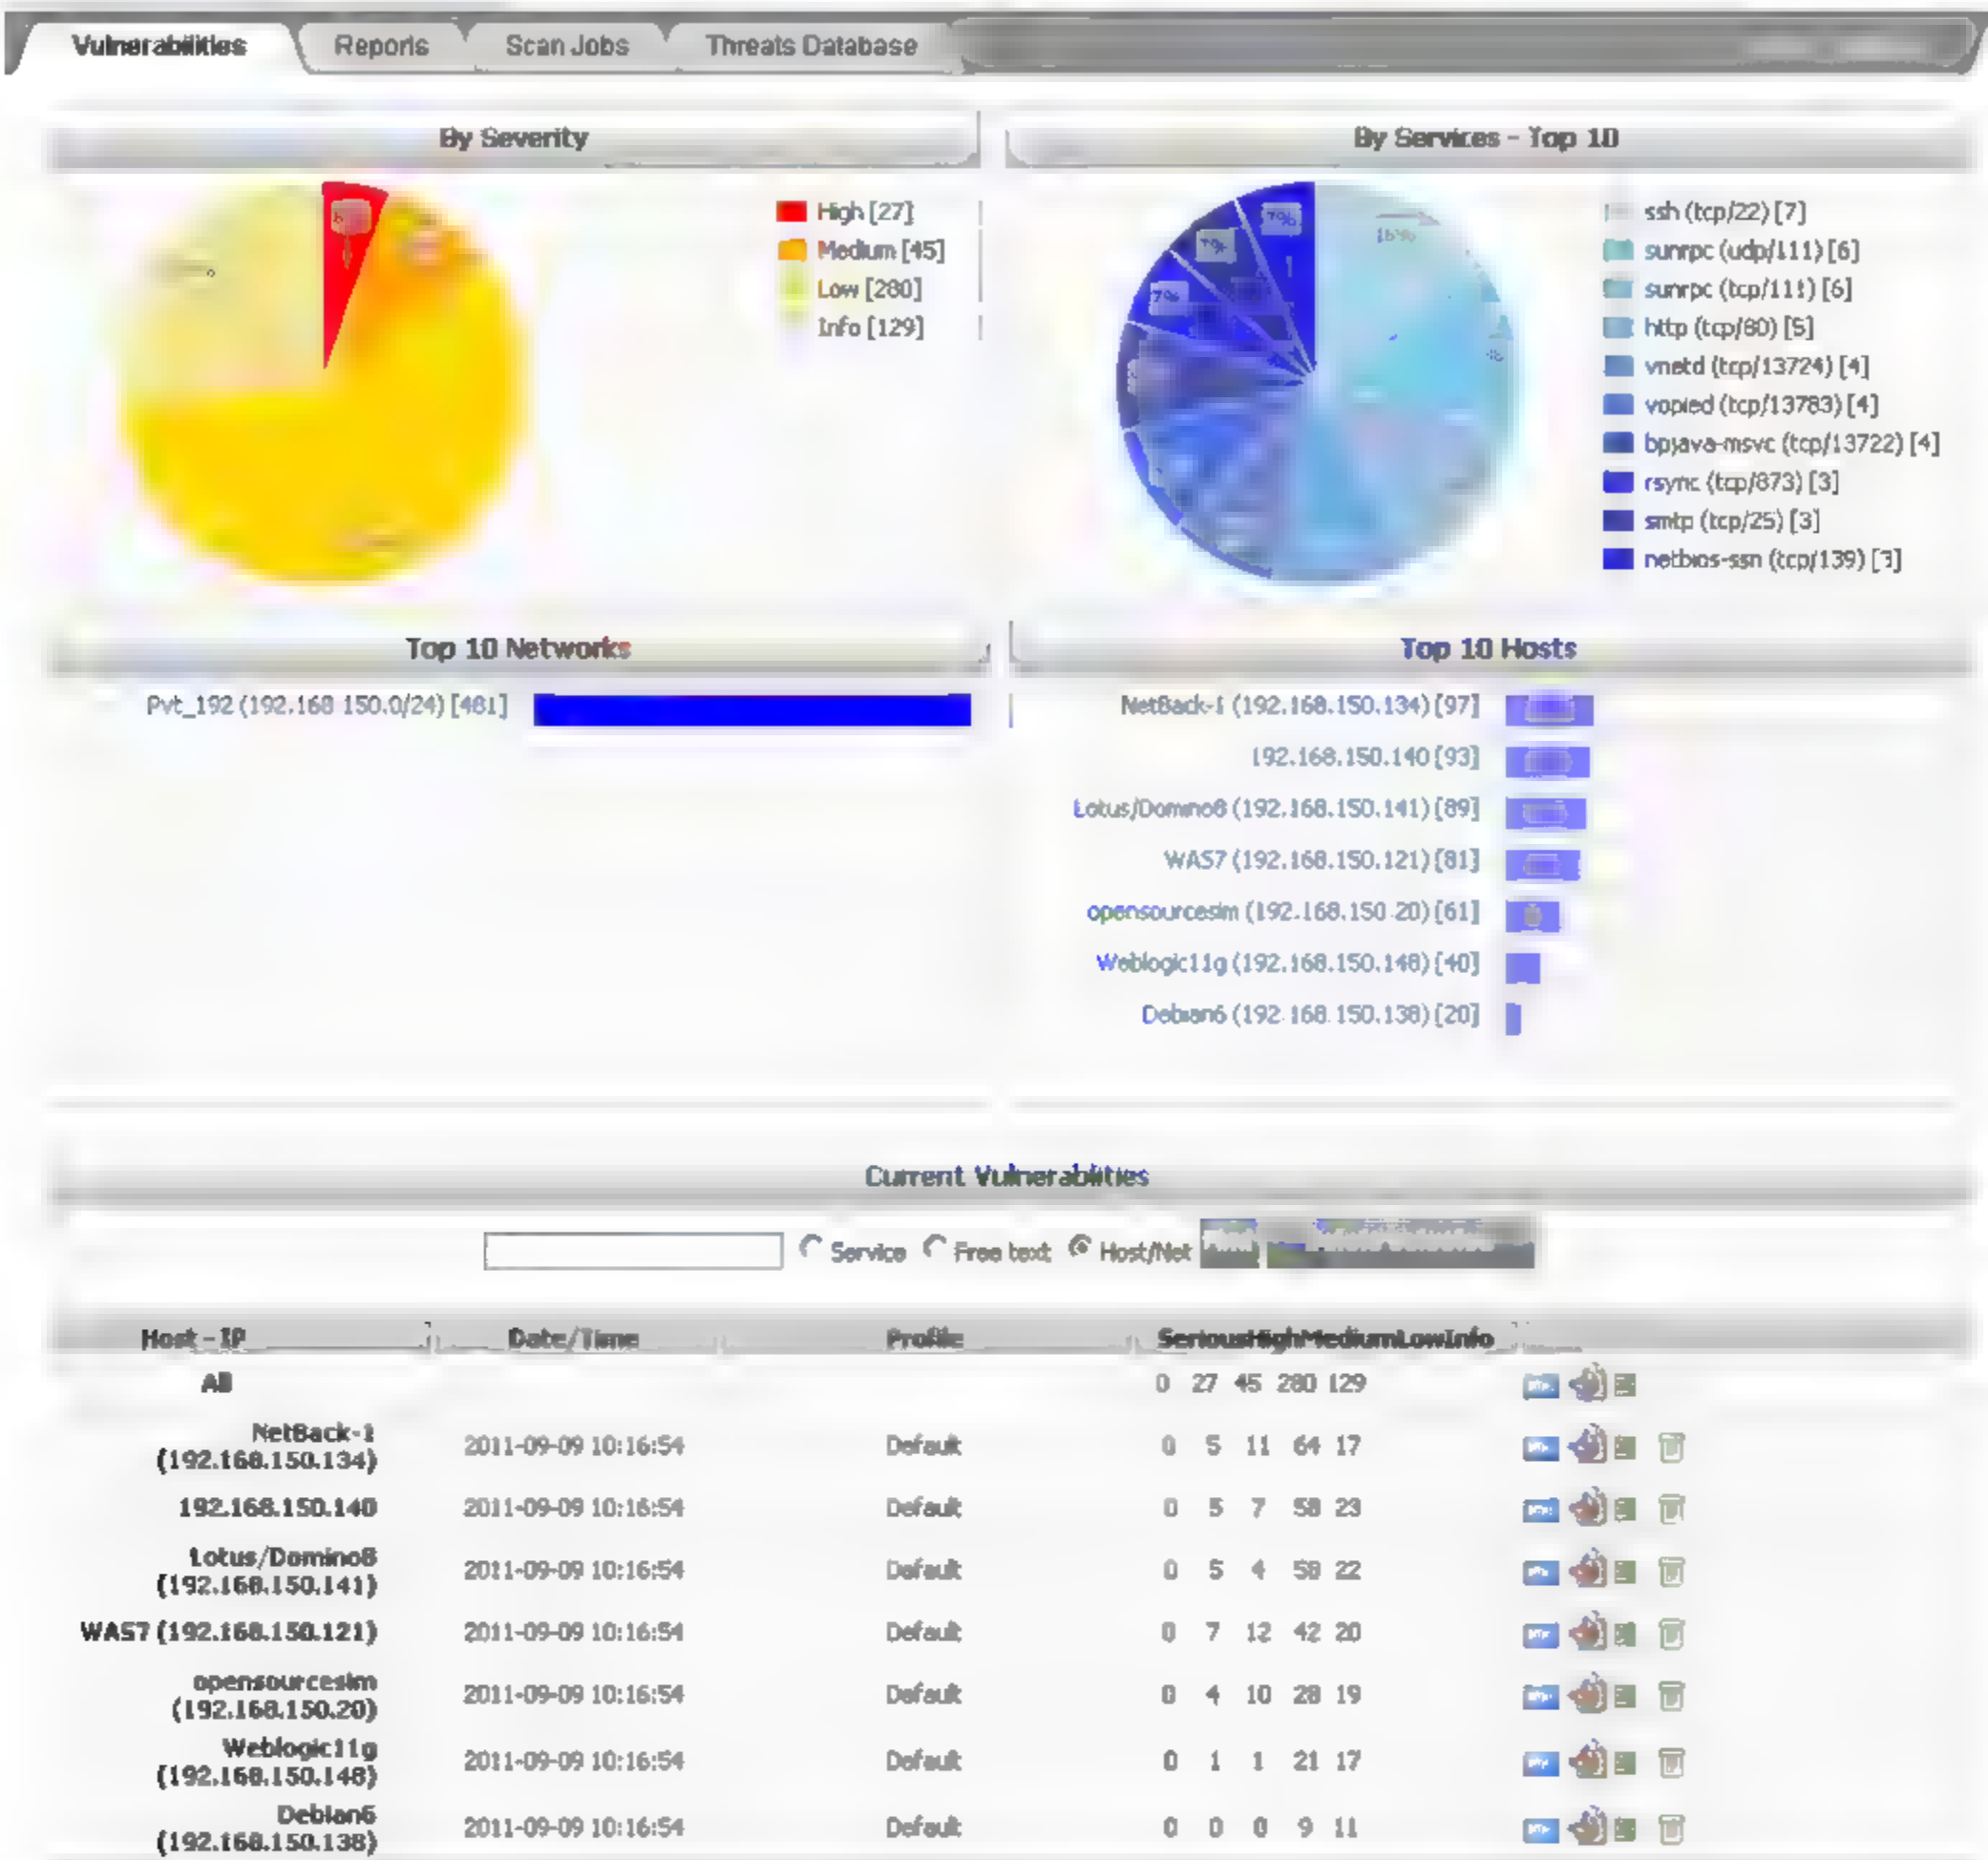 Vulnerabilities Reports Scan Jobs Threats Database
By Severity
High [27]
Medium [45]
Low [280]
Info [129]
By Services - Top 10
7%
7%
7%
ssh (tcp/22) [7]
sunrpc (udp/111) [6]
sunrpc (tcp/111) [6]
http (tcp/80) [5]
vnetd (tcp/13724) [4]
vopied (tcp/13783) [4]
bpjava-msvc (tcp/13722) [4]
rsync (tcp/873) [3]
smtp (tcp/25) [3]
netbios-ssn (tcp/139) [3]
Top 10 Networks
Pvt_192 (192.168.150.0/24) [481]
Top 10 Hosts
NetBack-1 (192.168.150.134) [97]
192.168.150.140 [93]
Lotus/Domino8 (192.168.150.141) [89]
WAS7 (192.168.150.121) [81]
opensourcesim (192.168.150.20) [61]
Weblogic11g (192.168.150.148) [40]
Debian6 (192.168.150.138) [20]
Current Vulnerablities
Service Free text Host/Net
Host - IP Date/Time Profile Serious High Medium Low Info
All 0 27 45 280 129
NetBack-1
(192.168.150.134) 2011-09-09 10:16:54 Default 0 5 11 64 17
192.168.150.140 2011-09-09 10:16:54 Default 0 5 7 58 23
Lotus/Domino8
(192.168.150.141) 2011-09-09 10:16:54 Default 0 5 4 58 22
WAS7 (192.168.150.121) 2011-09-09 10:16:54 Default 0 7 12 42 20
opensourcesim
(192.168.150.20) 2011-09-09 10:16:54 Default 0 4 10 28 19
Weblogic11g
(192.168.150.148) 2011-09-09 10:16:54 Default 0 1 1 21 17
Debian6
(192.168.150.138) 2011-09-09 10:16:54 Default 0 0 0 9 11